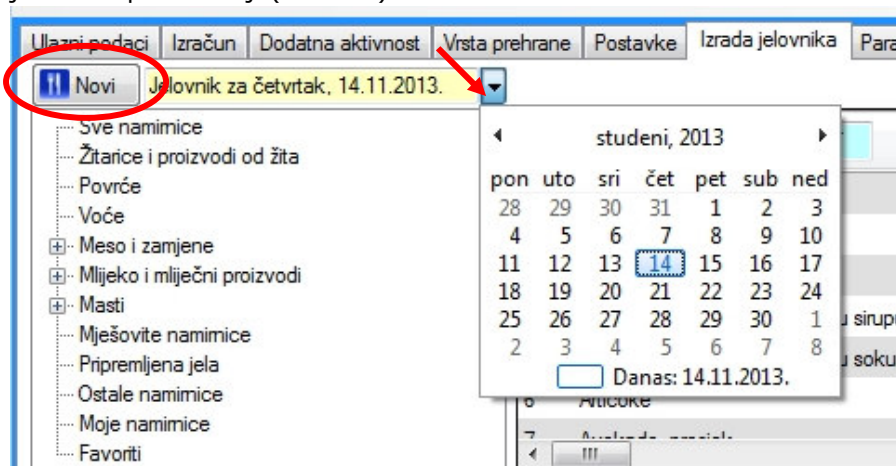 Ulazni podaci Izračun Dodatna aktivnost Vrsta prehrane Postavke Izrada jelovnika Para
Novi Jelovnik za četvrtak, 14.11.2013.
Sve namirnice
Žitarice i proizvodi od žita
Povrće
Voće
Meso i zamjene
Mlijeko i mliječni proizvodi
Masti
Mješovite namirnice
Pripremljena jela
Ostale namirnice
Moje namirnice
Favoriti
studeni, 2013
pon uto sri čet pet sub ned
28 29 30 31 1 2 3
4 5 6 7 8 9 10
11 12 13 14 15 16 17
18 19 20 21 22 23 24
25 26 27 28 29 30 1
2 3 4 5 6 7 8
Danas: 14.11.2013.
u sirupu
u soku